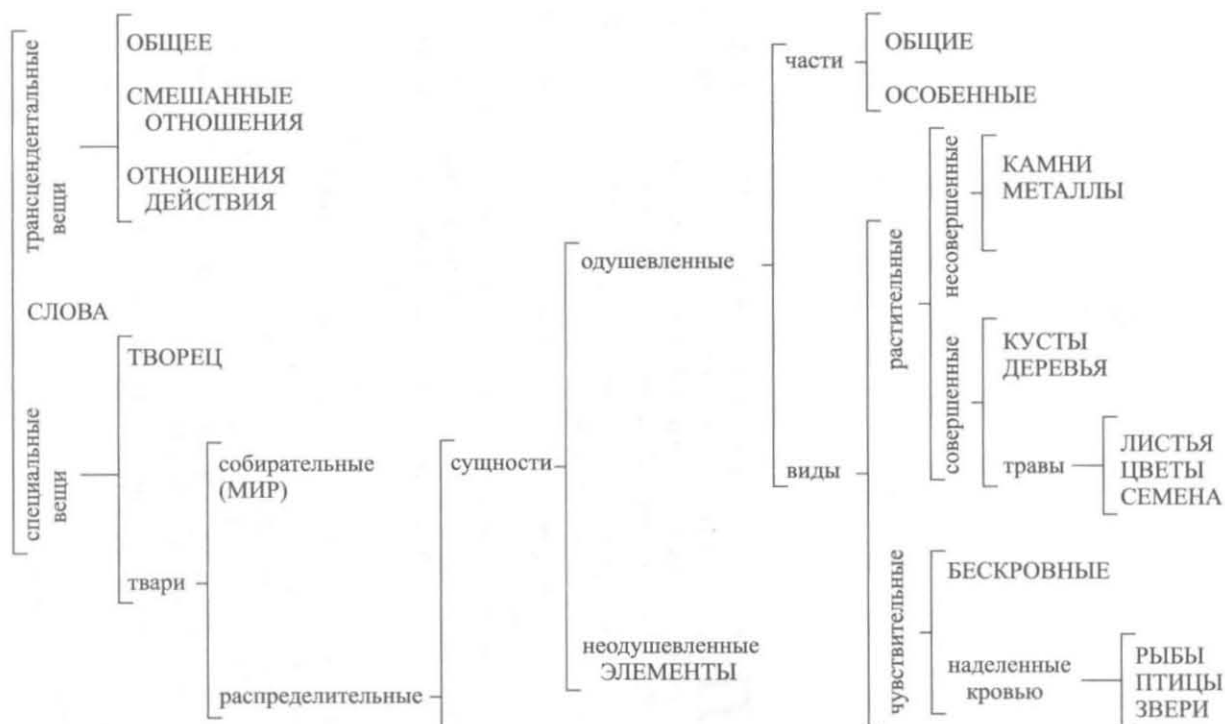 трансцендентальные
вещи
ОБЩЕЕ
СМЕШАННЫЕ
ОТНОШЕНИЯ
ОТНОШЕНИЯ
ДЕЙСТВИЯ
СЛОВА
специальные
вещи
ТВОРЕЦ
твари
собирательные
(МИР)
распределительные
сущности
одушевленные
неодушевленные
ЭЛЕМЕНТЫ
части
ОБЩИЕ
ОСОБЕННЫЕ
виды
растительные
несовершенные
КАМНИ
МЕТАЛЛЫ
совершенные
КУСТЫ
ДЕРЕВЬЯ
травы
ЛИСТЬЯ
ЦВЕТЫ
СЕМЕНА
чувствительные
БЕСКРОВНЫЕ
наделенные
кровью
РЫБЫ
ПТИЦЫ
ЗВЕРИ